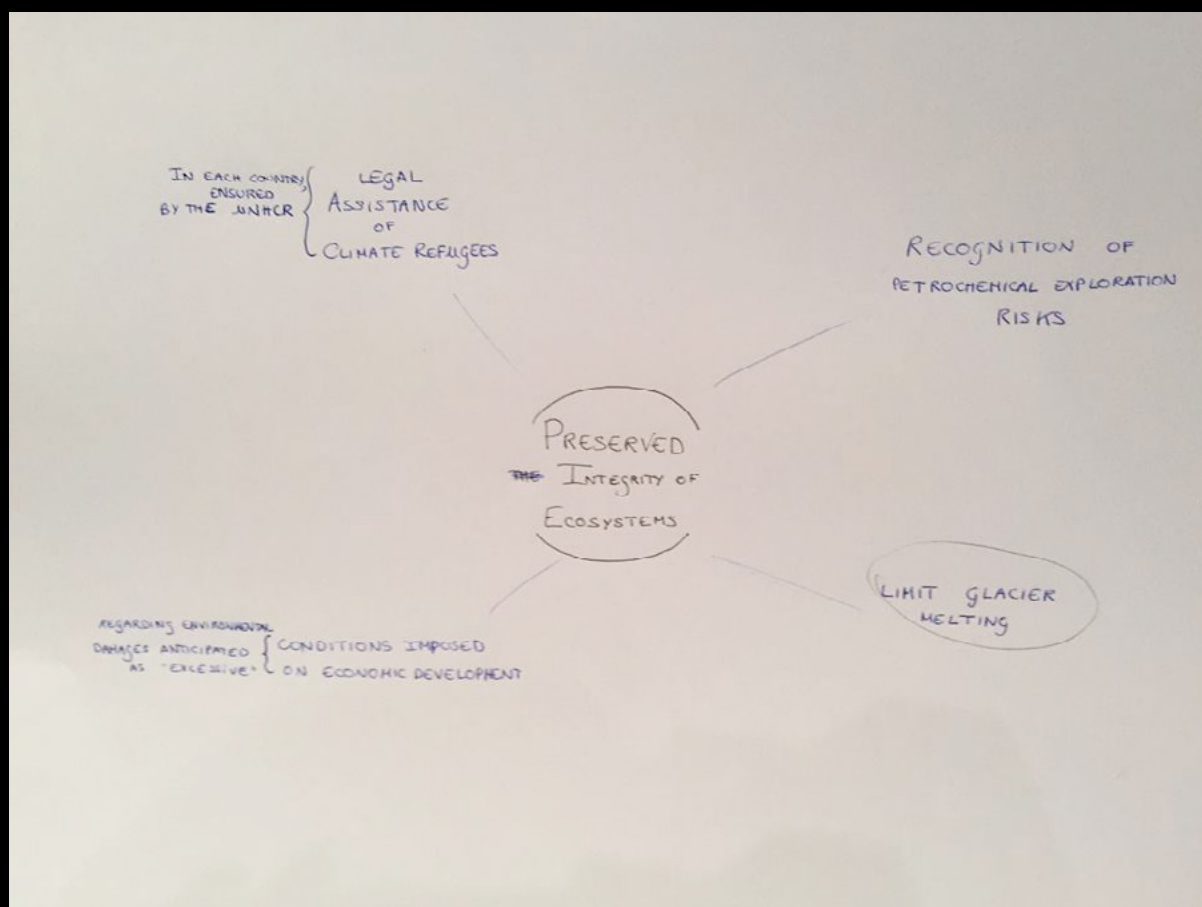 IN EACH COUNTRY,
ENSURED
BY THE UNHCR
LEGAL
ASSISTANCE
OF
CLIMATE REFUGEES
RECOGNITION OF
PETROCHEMICAL EXPLORATION
RISKS
PRESERVED
THE INTEGRITY OF
ECOSYSTEMS
LIMIT GLACIER
MELTING
REGARDING ENVIRONMENTAL
DAMAGES ANTICIPATED
AS "EXCESSIVE"
CONDITIONS IMPOSED
ON ECONOMIC DEVELOPMENT